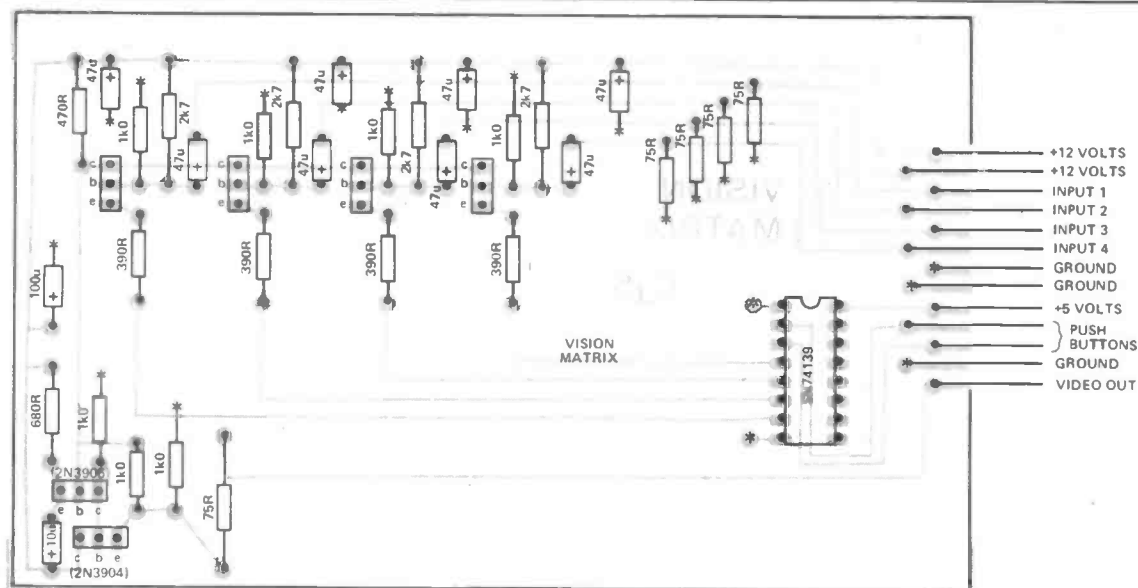 47u
47u
47u
47u
75R
75R
75R
75R
470R
1k0
2k7
1k0
2k7
1k0
2k7
1k0
2k7
47u
47u
47u
47u
c
b
e
c
b
e
c
b
e
c
b
e
390R
390R
390R
390R
100u
+12 VOLTS
+12 VOLTS
INPUT 1
INPUT 2
INPUT 3
INPUT 4
GROUND
GROUND
+5 VOLTS
PUSH
BUTTONS
GROUND
VIDEO OUT
VISION
MATRIX
SN74139
680R
1k0
1k0
1k0
75R
(2N3906)
e b c
10u
c b e
(2N3904)